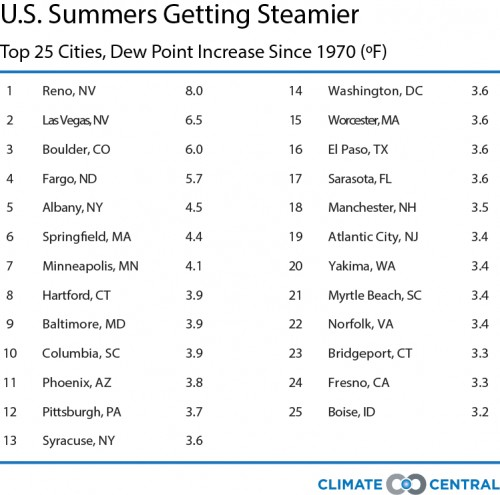 U.S. Summers Getting Steamier
Top 25 Cities, Dew Point Increase Since 1970 (ºF)
1 Reno, NV 8.0
2 Las Vegas, NV 6.5
3 Boulder, CO 6.0
4 Fargo, ND 5.7
5 Albany, NY 4.5
6 Springfield, MA 4.4
7 Minneapolis, MN 4.1
8 Hartford, CT 3.9
9 Baltimore, MD 3.9
10 Columbia, SC 3.9
11 Phoenix, AZ 3.8
12 Pittsburgh, PA 3.7
13 Syracuse, NY 3.6
14 Washington, DC 3.6
15 Worcester, MA 3.6
16 El Paso, TX 3.6
17 Sarasota, FL 3.6
18 Manchester, NH 3.5
19 Atlantic City, NJ 3.4
20 Yakima, WA 3.4
21 Myrtle Beach, SC 3.4
22 Norfolk, VA 3.4
23 Bridgeport, CT 3.3
24 Fresno, CA 3.3
25 Boise, ID 3.2
CLIMATE CENTRAL